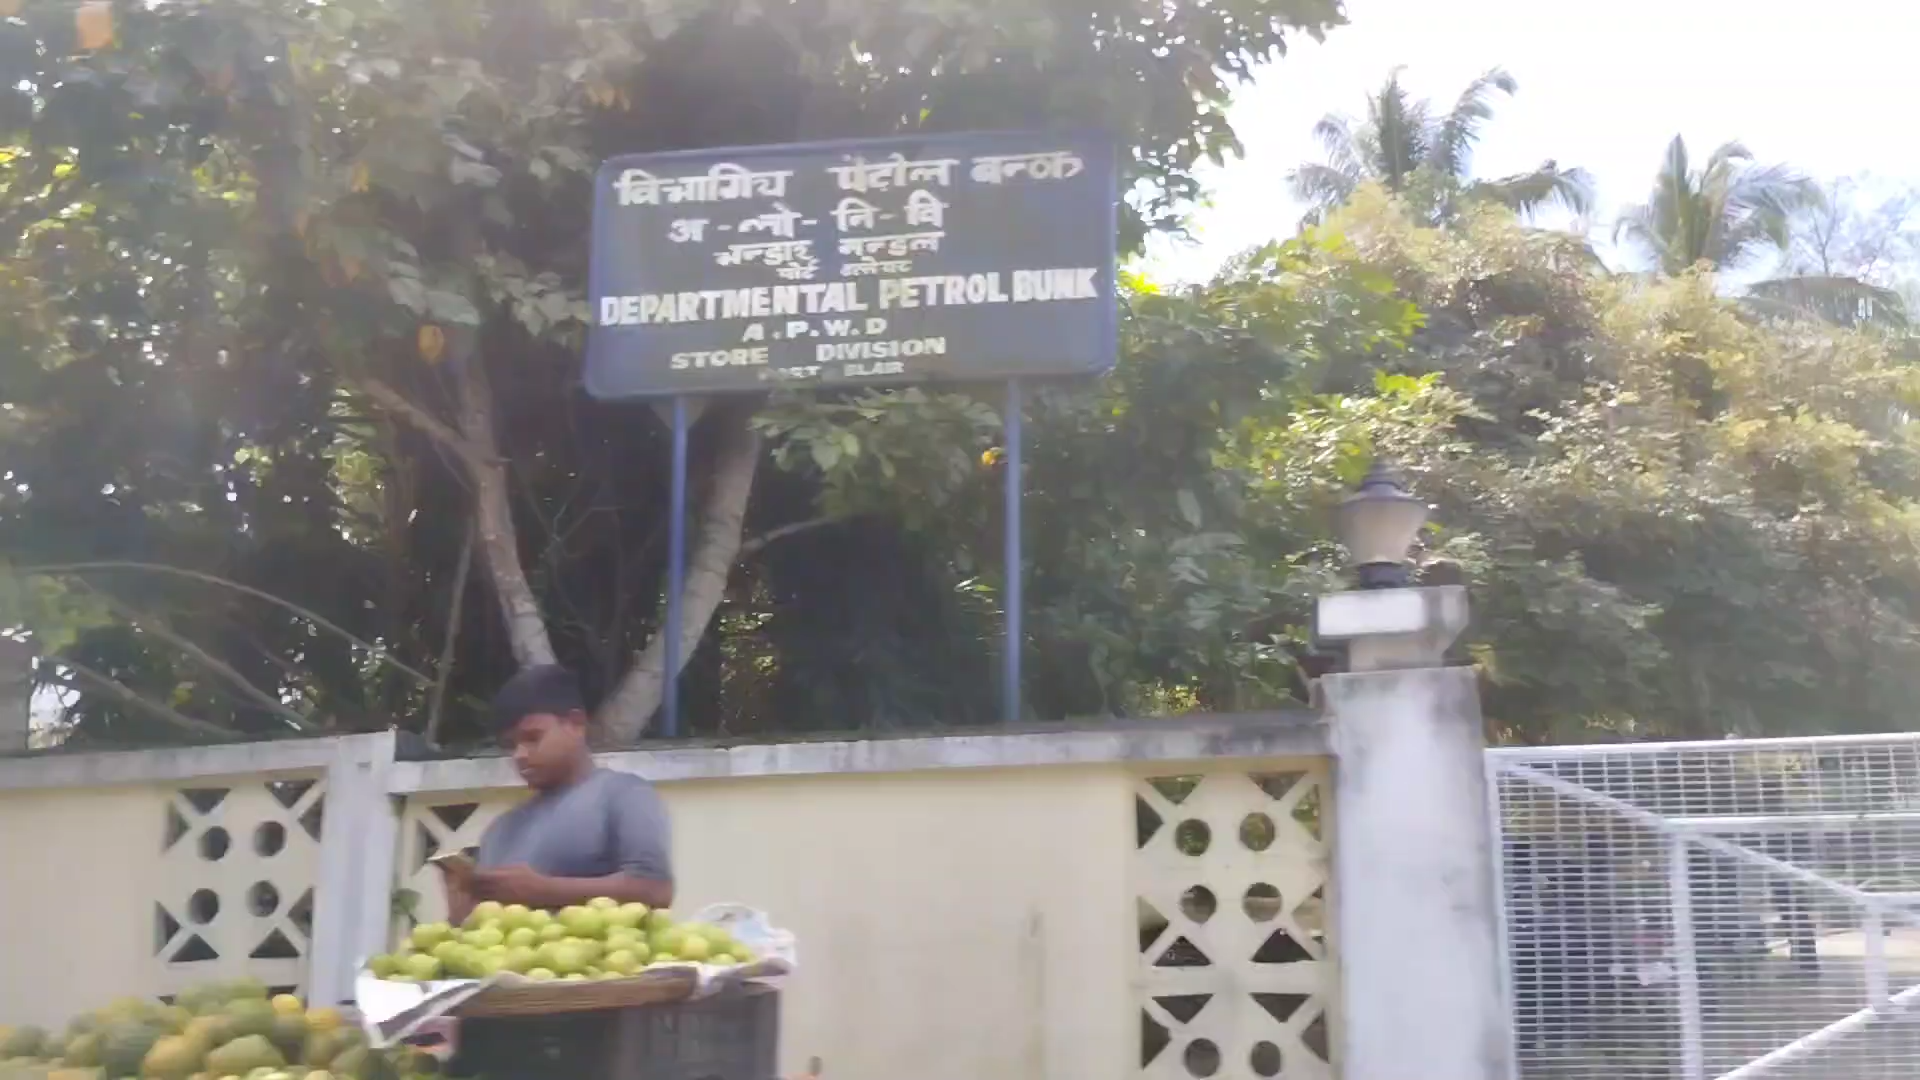 विभागिय पेट्रोल बन्क
अ-लो-नि-वि
भन्डार मन्डल
पोर्ट ब्लेयर
DEPARTMENTAL PETROL BUNK
A.P.W.D
STORE DIVISION
PORT BLAIR